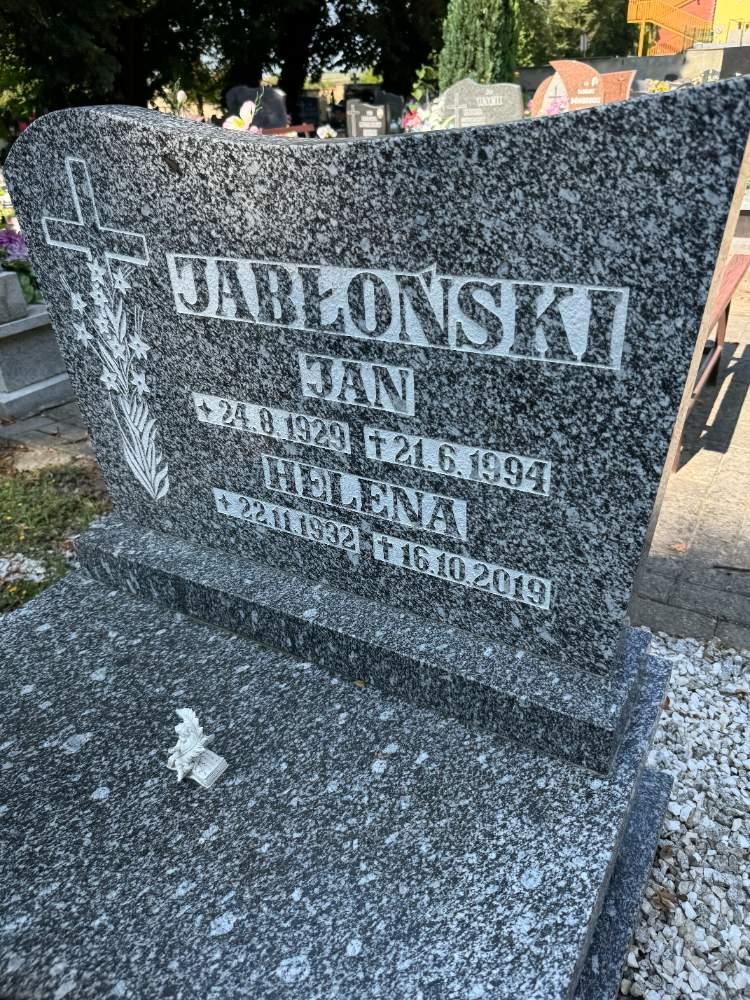 JABŁOŃSKI
JAN
✦ 24.8.1929 ✝ 21.6.1994
HELENA
✦ 22.11.1932 ✝ 16.10.2019